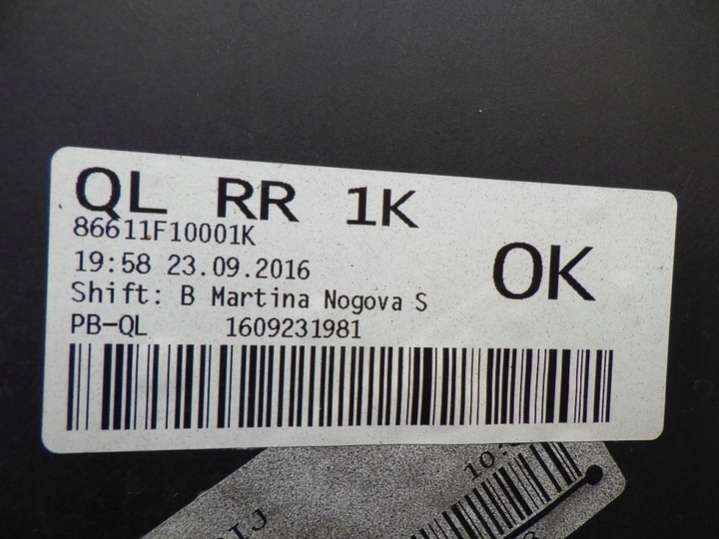 QL RR 1K
86611F10001K
OK
19:58 23.09.2016
Shift: B Martina Nogova S
PB-QL 1609231981